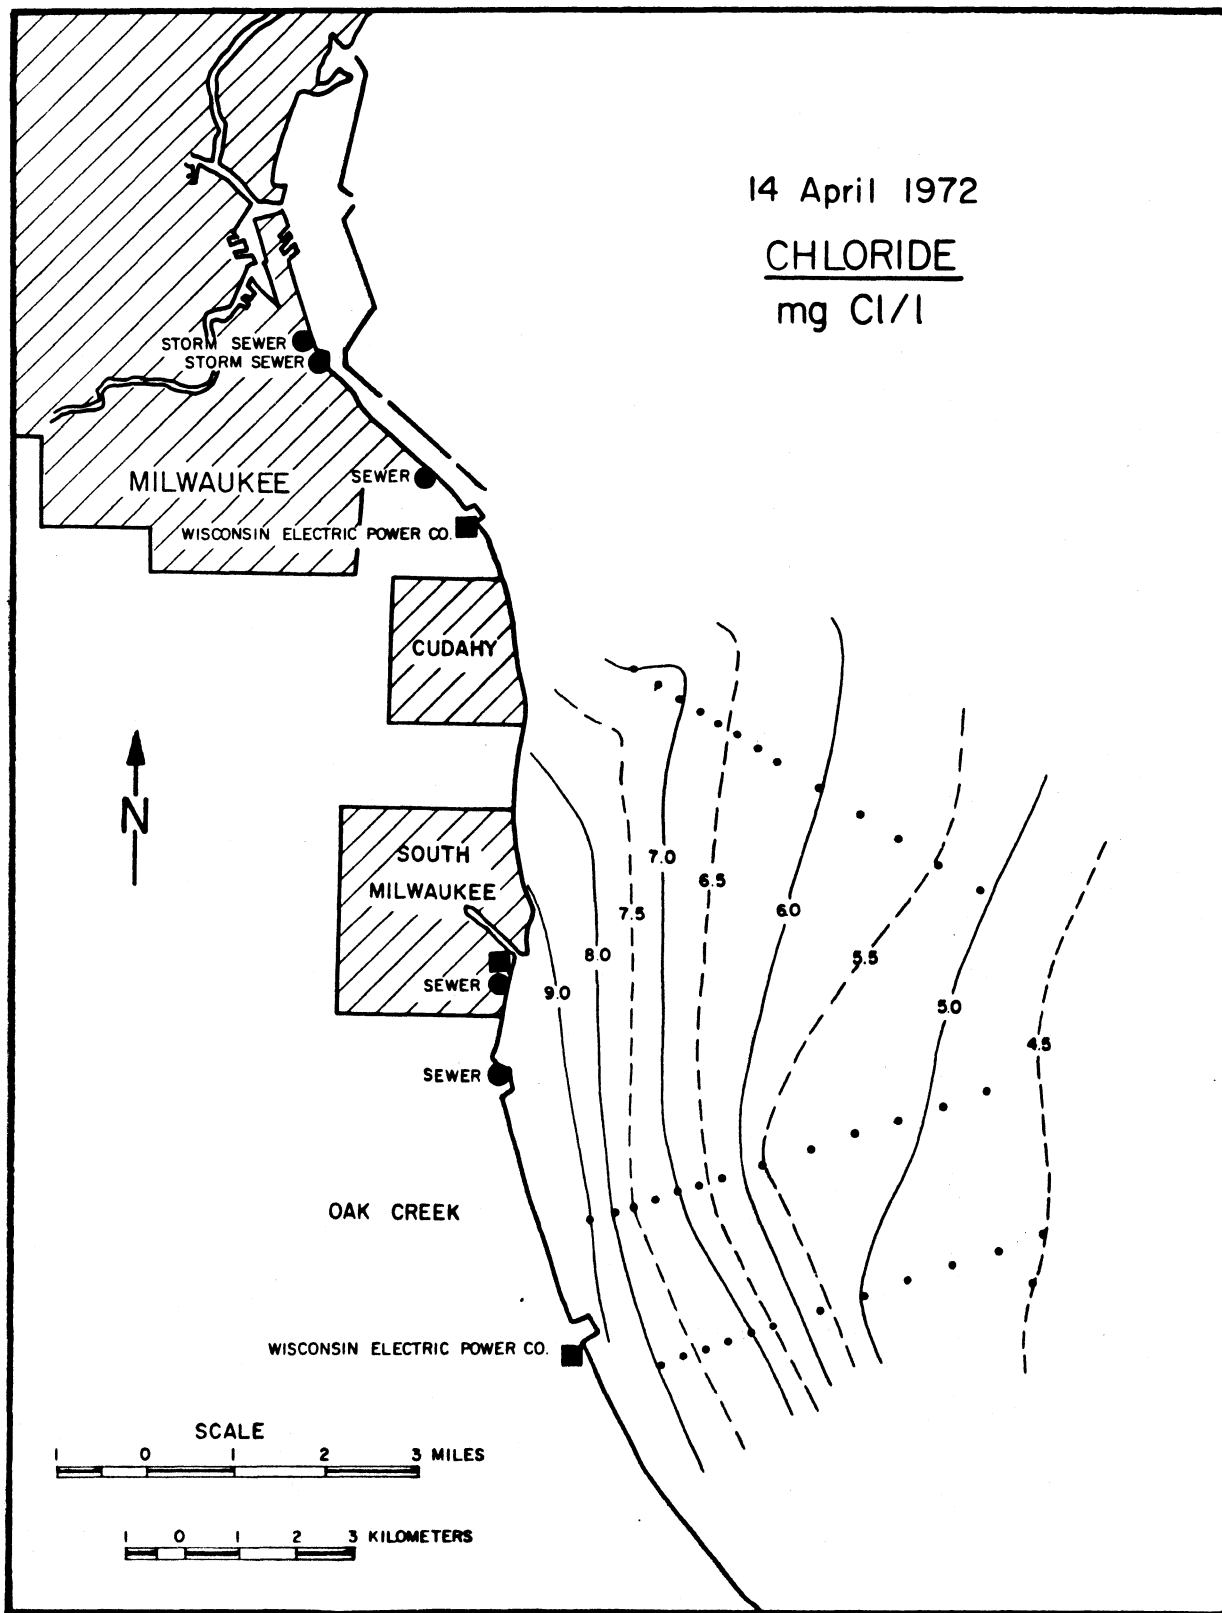 14 April 1972
CHLORIDE
mg Cl/l
STORM SEWER
STORM SEWER
MILWAUKEE
SEWER
WISCONSIN ELECTRIC POWER CO.
CUDAHY
N
SOUTH
MILWAUKEE
7.0
6.5
7.5
6.0
8.0
5.5
9.0
5.0
4.5
SEWER
SEWER
OAK CREEK
WISCONSIN ELECTRIC POWER CO.
SCALE
1 0 1 2 3 MILES
1 0 1 2 3 KILOMETERS